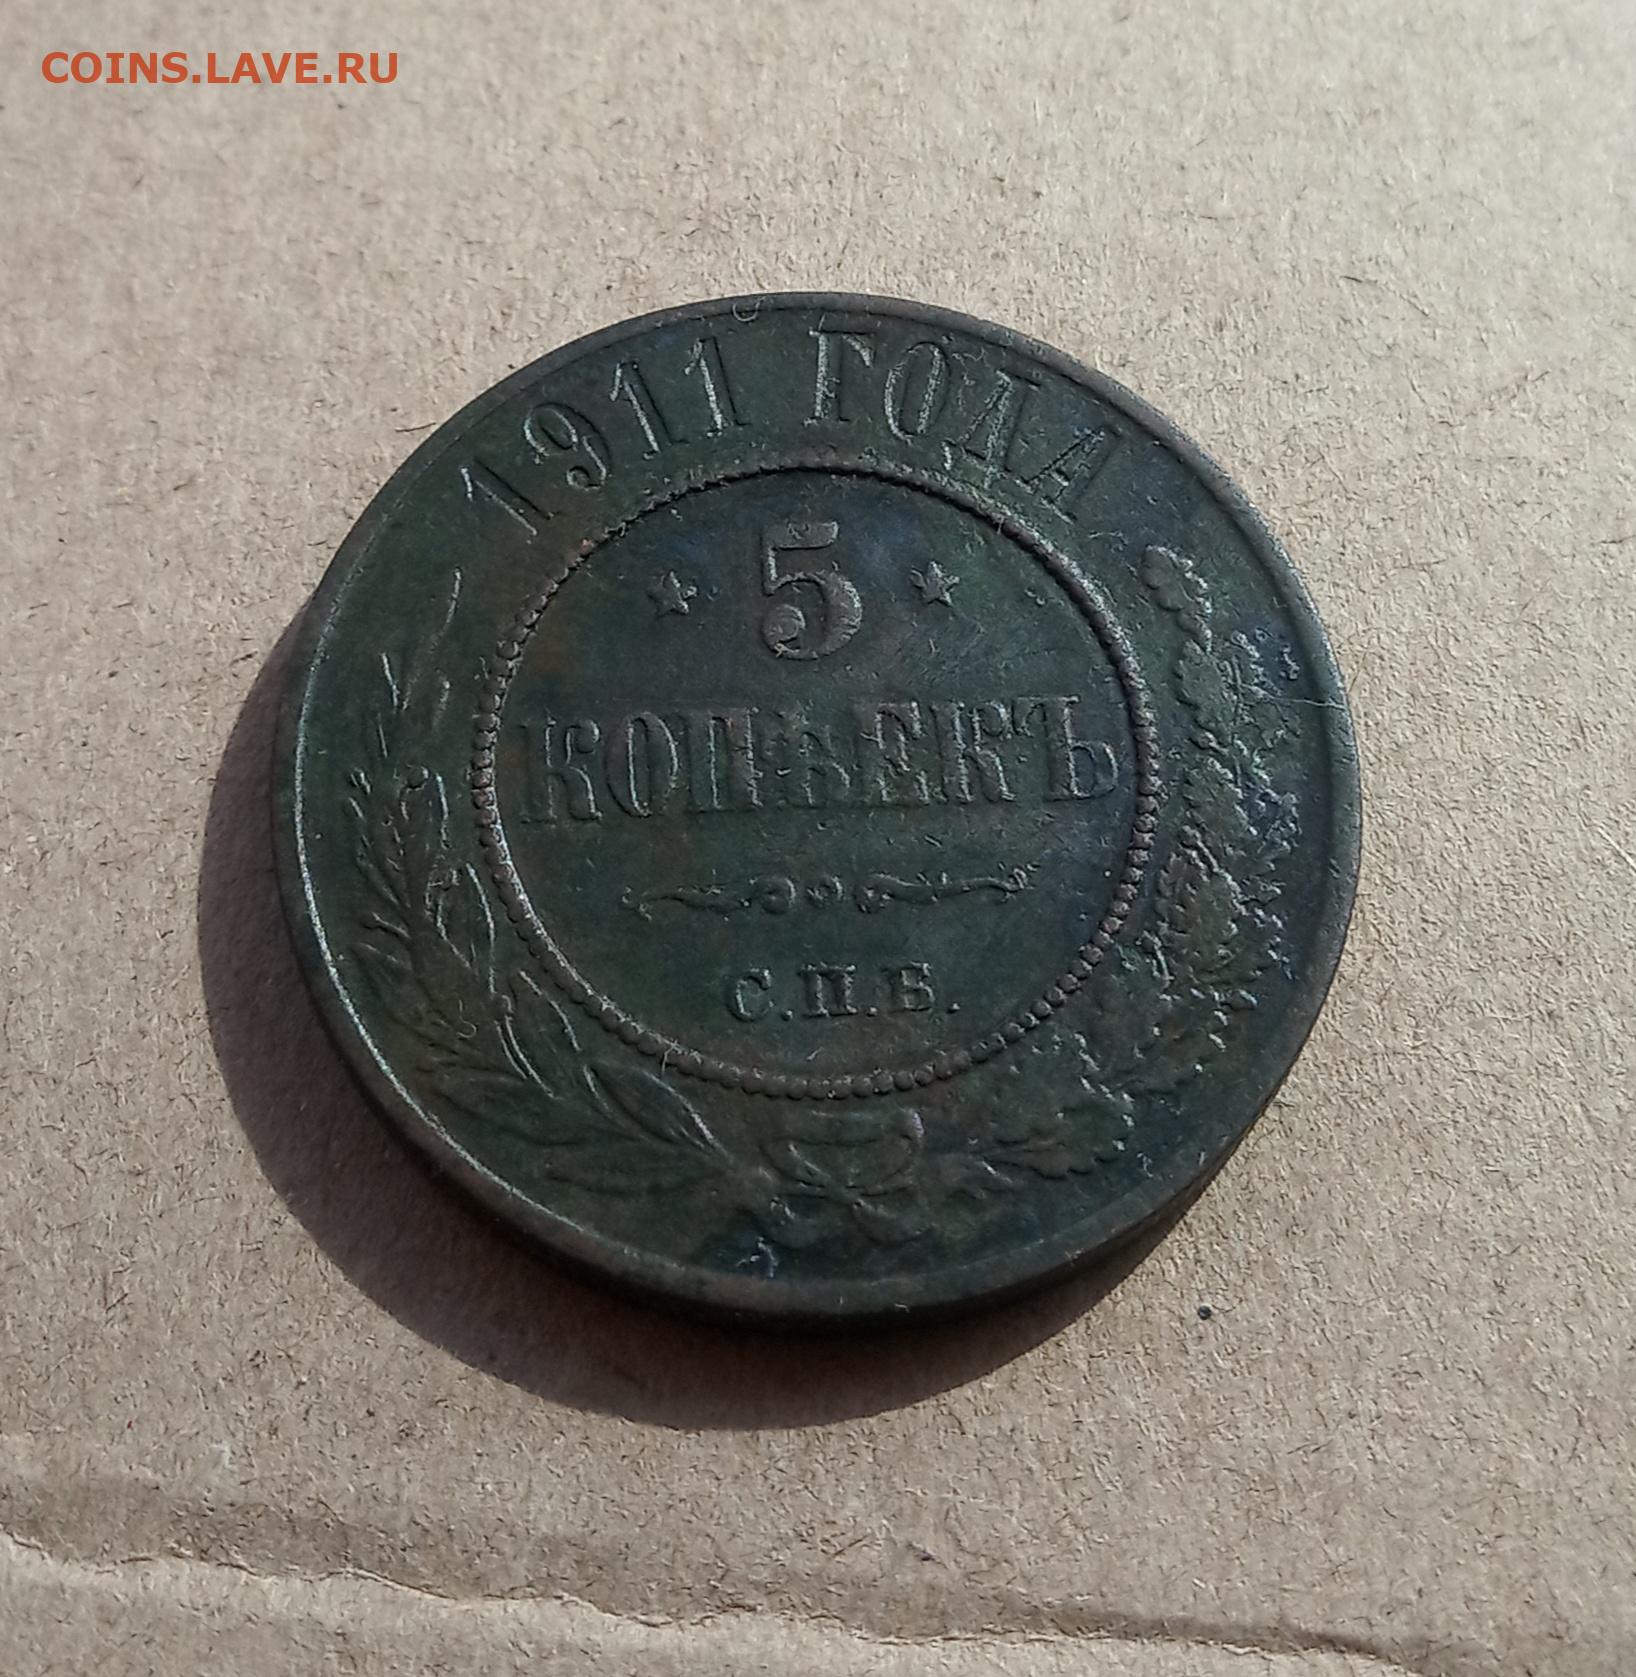 COINS.LAVE.RU
1911 ГОДА
5
КОПѢЕКЪ
С.П.Б.